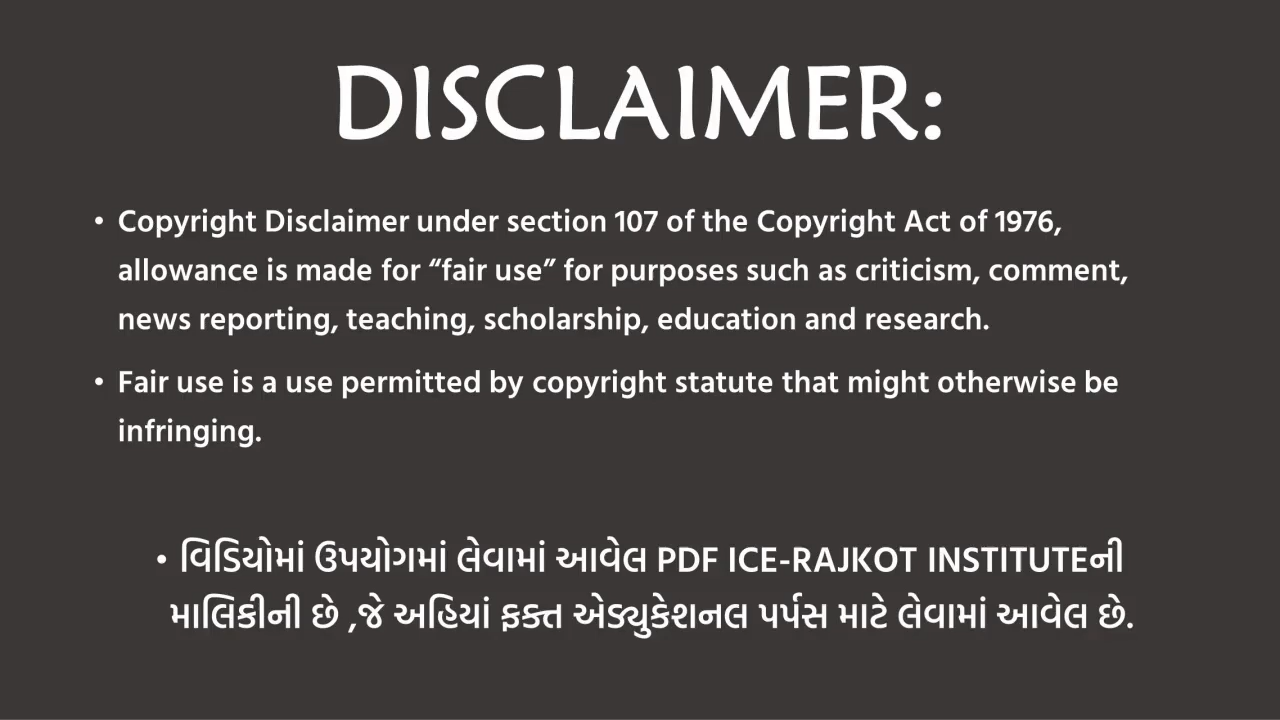 DISCLAIMER:
• Copyright Disclaimer under section 107 of the Copyright Act of 1976,
allowance is made for “fair use” for purposes such as criticism, comment,
news reporting, teaching, scholarship, education and research.
• Fair use is a use permitted by copyright statute that might otherwise be
infringing.
• વિડિયોમાં ઉપયોગમાં લેવામાં આવેલ PDF ICE-RAJKOT INSTITUTEની
માલિકીની છે ,જે અહિયાં ફક્ત એડ્યુકેશનલ પર્પસ માટે લેવામાં આવેલ છે.